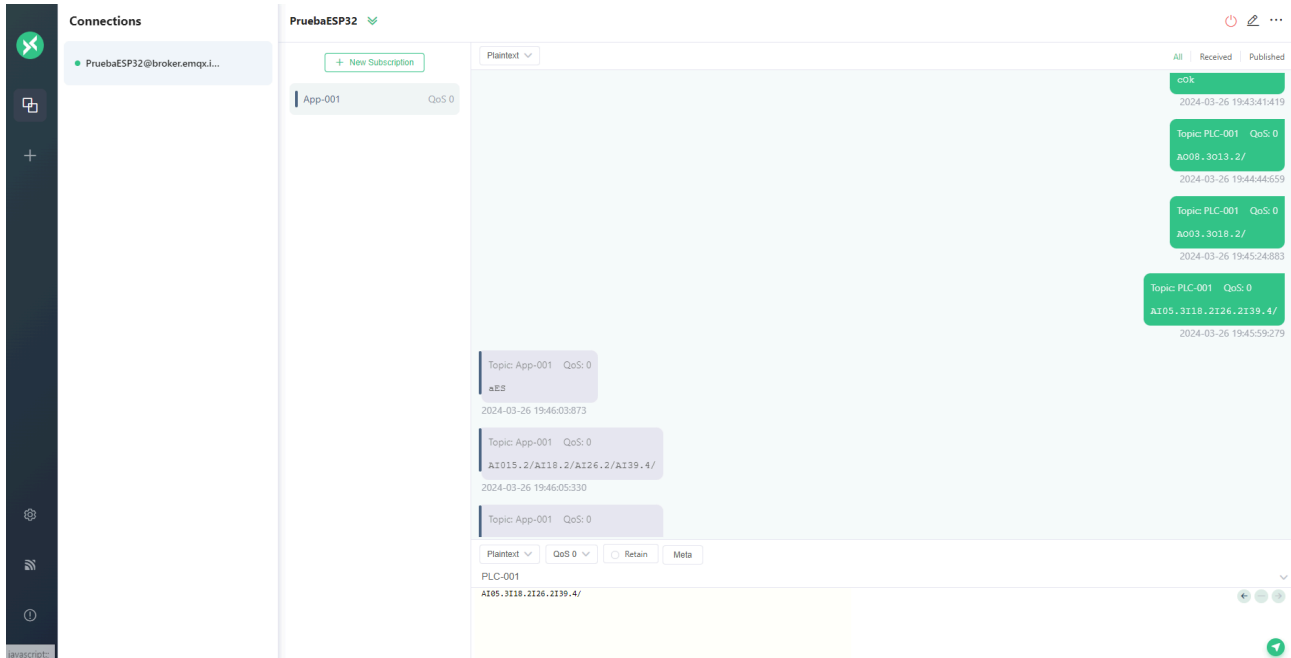 Connections
PruebaESP32@broker.emqx.i...
PruebaESP32
+ New Subscription
App-001 QoS 0
Plaintext
All Received Published
cOk
2024-03-26 19:43:41:419
Topic: PLC-001 QoS: 0
AO08.3O13.2/
2024-03-26 19:44:44:659
Topic: PLC-001 QoS: 0
AO03.3O18.2/
2024-03-26 19:45:24:883
Topic: PLC-001 QoS: 0
AI05.3I18.2I26.2I39.4/
2024-03-26 19:45:59:279
Topic: App-001 QoS: 0
aES
2024-03-26 19:46:03:873
Topic: App-001 QoS: 0
AI015.2/AI18.2/AI26.2/AI39.4/
2024-03-26 19:46:05:330
Topic: App-001 QoS: 0
Plaintext QoS 0 Retain Meta
PLC-001
AI05.3I18.2I26.2I39.4/
javascript:;